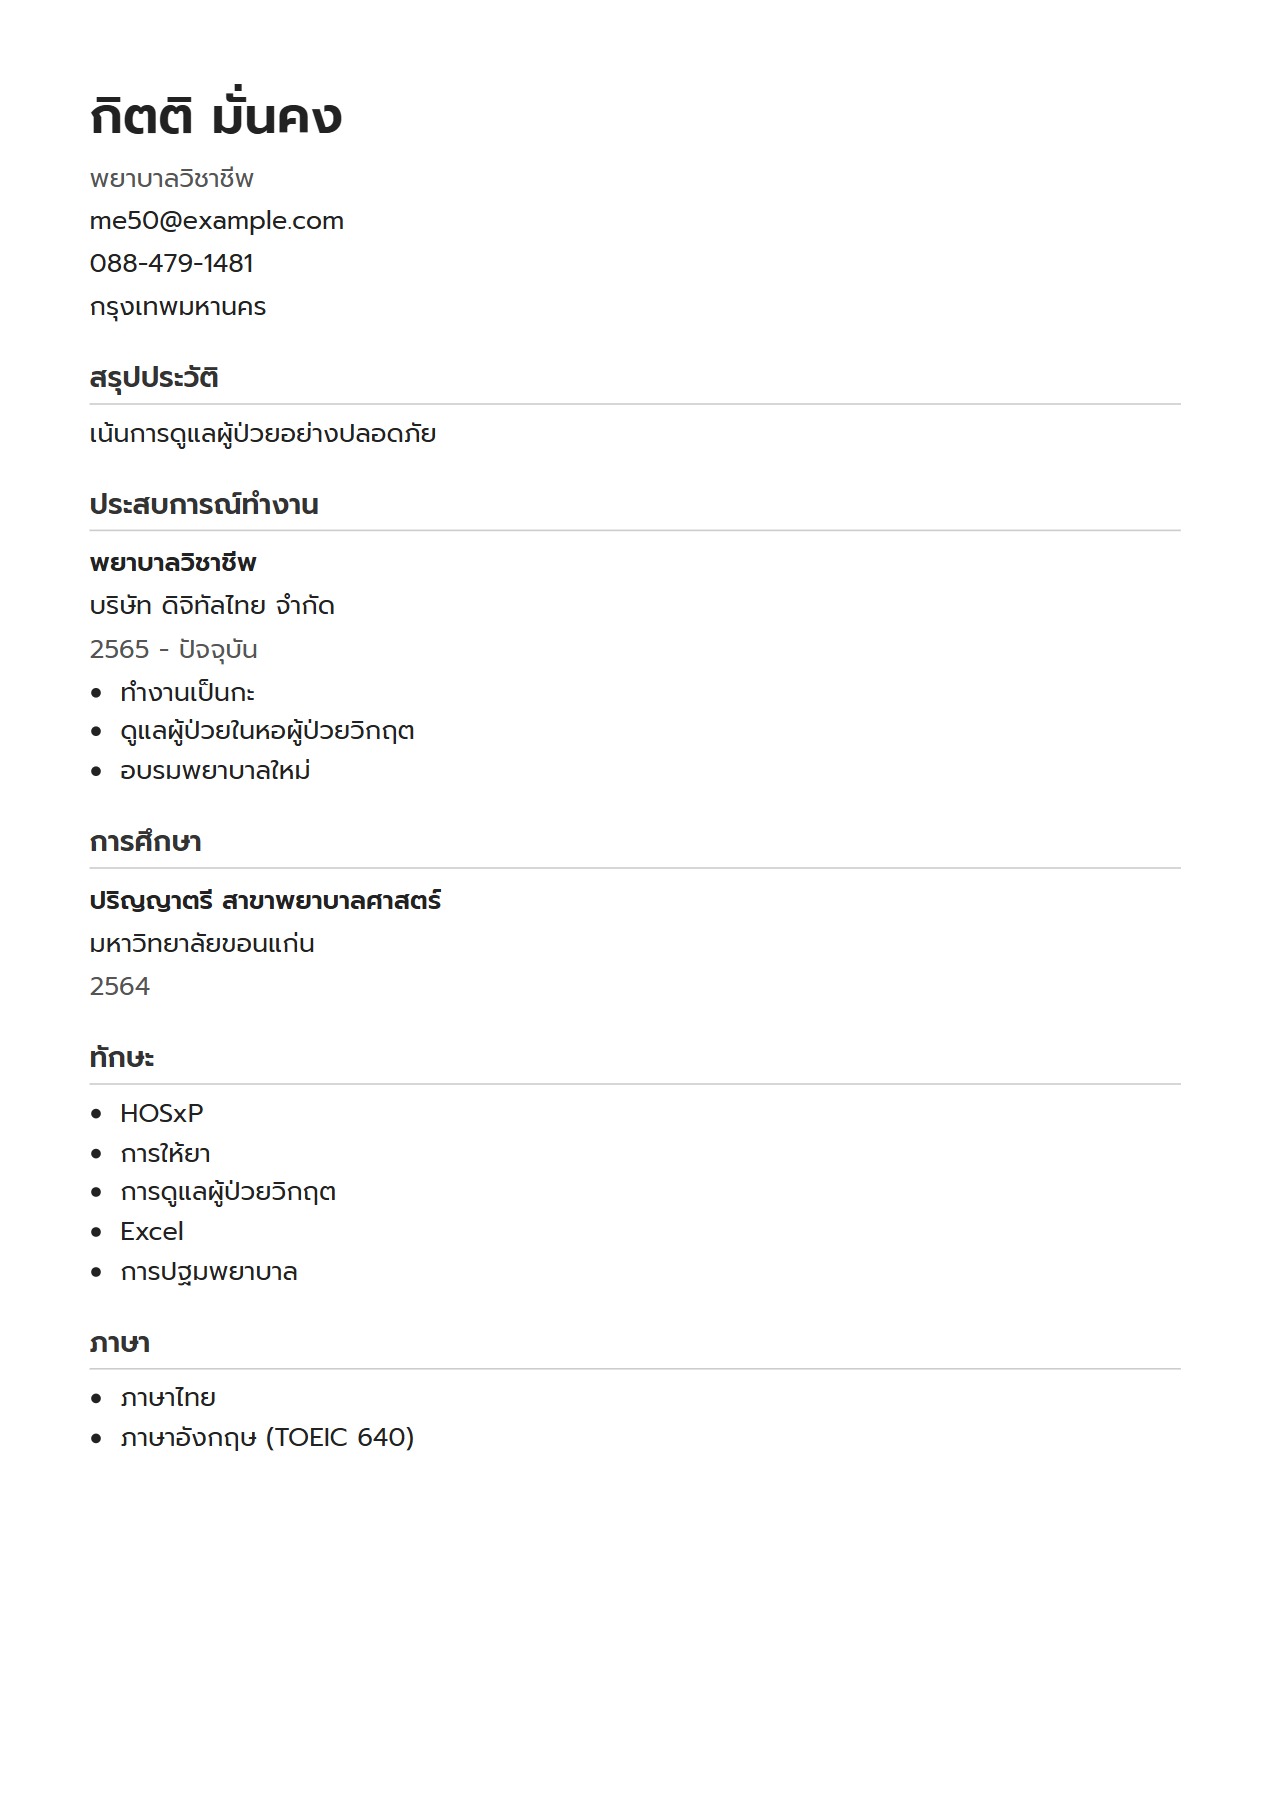 กิตติ มั่นคง
พยาบาลวิชาชีพ
me50@example.com
088-479-1481
กรุงเทพมหานคร
สรุปประวัติ
เน้นการดูแลผู้ป่วยอย่างปลอดภัย
ประสบการณ์ทำงาน
พยาบาลวิชาชีพ
บริษัท ดิจิทัลไทย จำกัด
2565 - ปัจจุบัน
• ทำงานเป็นกะ
• ดูแลผู้ป่วยในหอผู้ป่วยวิกฤต
• อบรมพยาบาลใหม่
การศึกษา
ปริญญาตรี สาขาพยาบาลศาสตร์
มหาวิทยาลัยขอนแก่น
2564
ทักษะ
• HOSxP
• การให้ยา
• การดูแลผู้ป่วยวิกฤต
• Excel
• การปฐมพยาบาล
ภาษา
• ภาษาไทย
• ภาษาอังกฤษ (TOEIC 640)